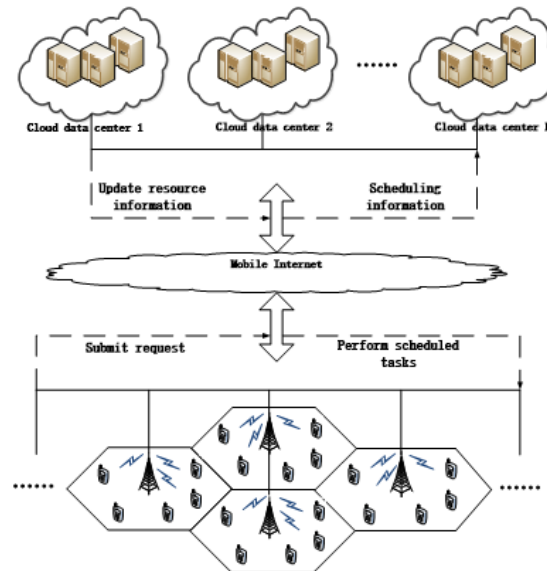 ......
Cloud data center 1
Cloud data center 2
Cloud data center
Update resource
information
Scheduling
information
Mobile Internet
Submit request
Perform scheduled
tasks
......
......